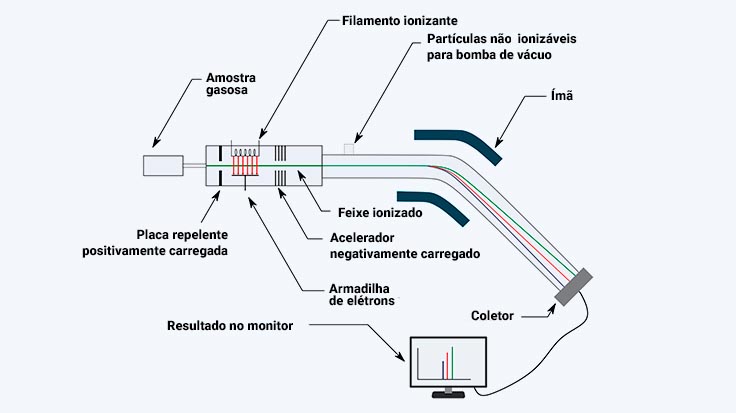 Filamento ionizante
Partículas não ionizáveis
para bomba de vácuo
Amostra
gasosa
Ímã
Feixe ionizado
Placa repelente
positivamente carregada
Acelerador
negativamente carregado
Armadilha
de elétrons
Coletor
Resultado no monitor